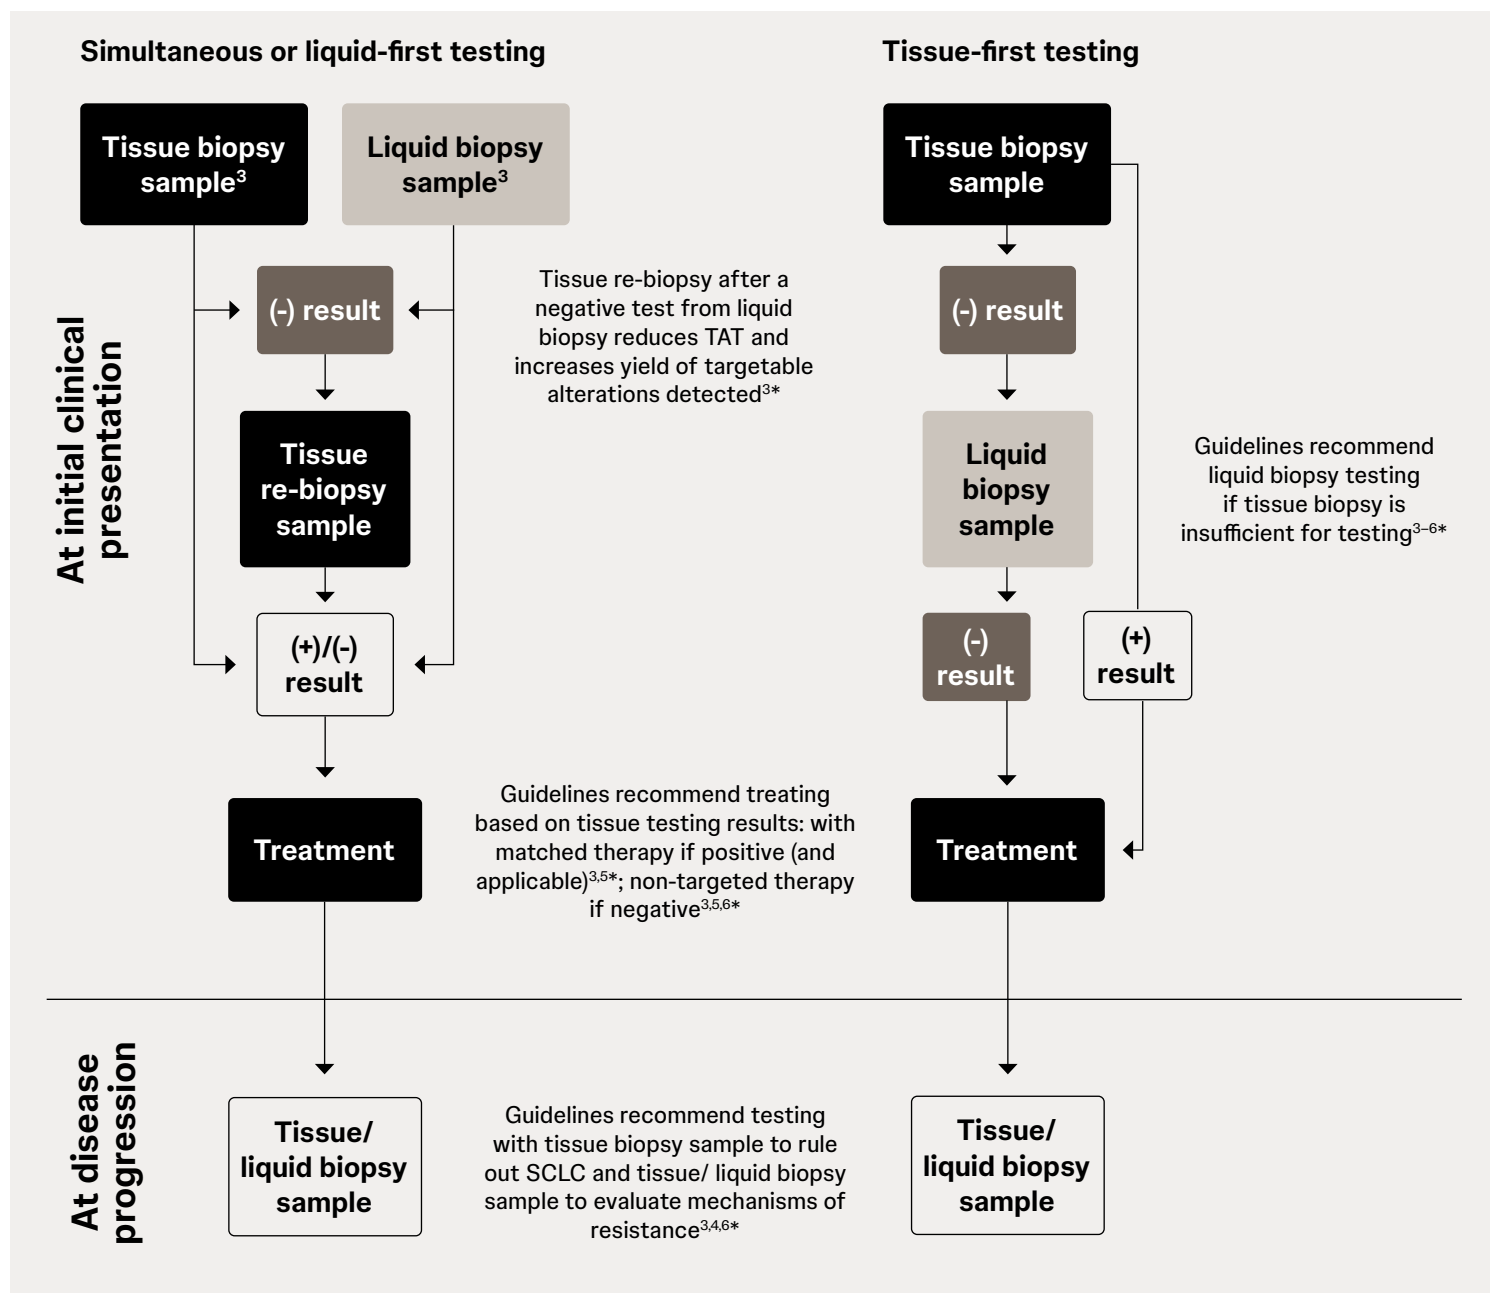 Simultaneous or liquid-first testing
Tissue biopsy
sample3
Liquid biopsy
sample3
(-) result
Tissue re-biopsy after a
negative test from liquid
biopsy reduces TAT and
increases yield of targetable
alterations detected3*
Tissue
re-biopsy
sample
(+)/(-)
result
At initial clinical
presentation
Treatment
Guidelines recommend treating
based on tissue testing results: with
matched therapy if positive (and
applicable)3,5*; non-targeted therapy
if negative3,5,6*
Tissue-first testing
Tissue biopsy
sample
(-) result
Liquid
biopsy
sample
Guidelines recommend
liquid biopsy testing
if tissue biopsy is
insufficient for testing3–6*
(-)
result
(+)
result
Treatment
At disease
progression
Tissue/
liquid biopsy
sample
Guidelines recommend testing
with tissue biopsy sample to rule
out SCLC and tissue/ liquid biopsy
sample to evaluate mechanisms of
resistance3,4,6*
Tissue/
liquid biopsy
sample